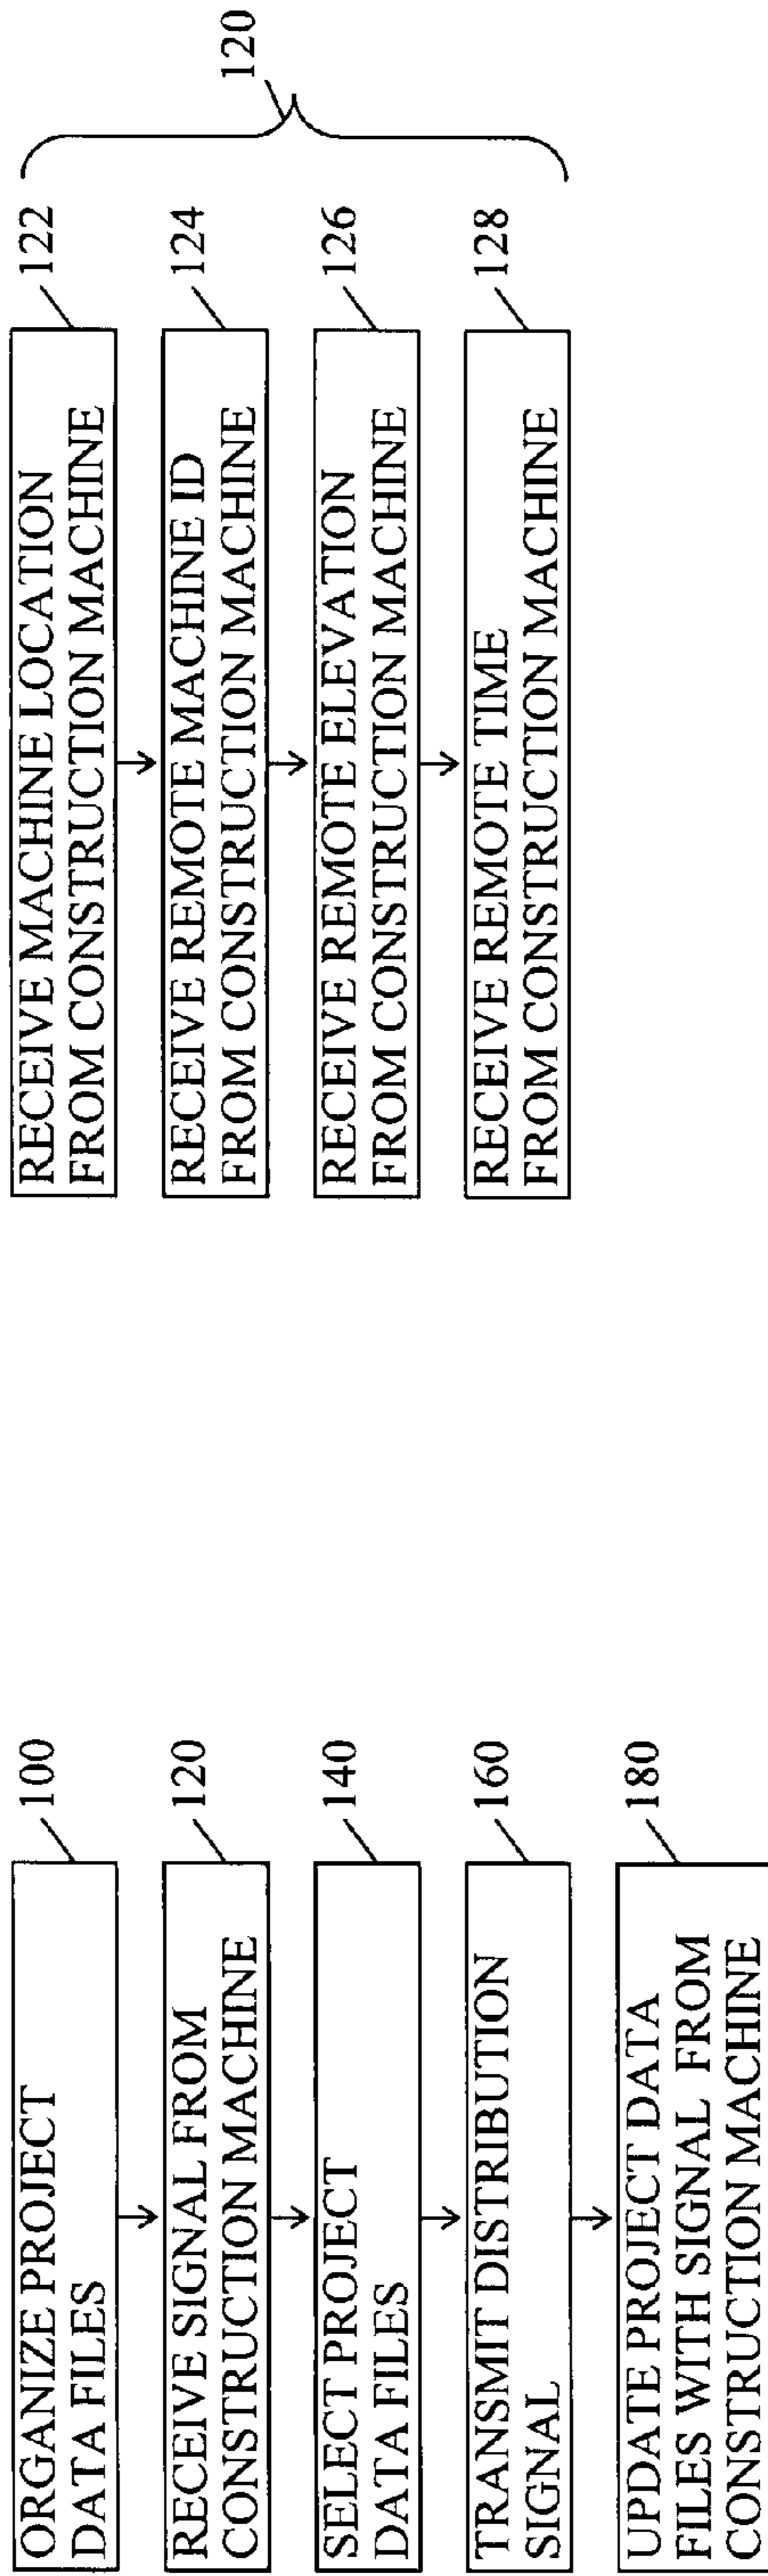 ORGANIZE PROJECT
DATA FILES
100
RECEIVE SIGNAL FROM
CONSTRUCTION MACHINE
120
SELECT PROJECT
DATA FILES
140
TRANSMIT DISTRIBUTION
SIGNAL
160
UPDATE PROJECT DATA
FILES WITH SIGNAL FROM
CONSTRUCTION MACHINE
180
RECEIVE MACHINE LOCATION
FROM CONSTRUCTION MACHINE
122
RECEIVE REMOTE MACHINE ID
FROM CONSTRUCTION MACHINE
124
RECEIVE REMOTE ELEVATION
FROM CONSTRUCTION MACHINE
126
RECEIVE REMOTE TIME
FROM CONSTRUCTION MACHINE
128
120